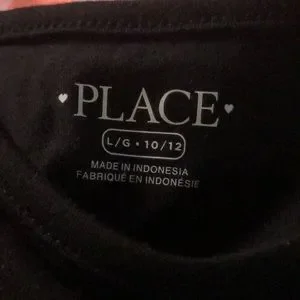 ♥ PLACE ♥
L/G • 10/12
MADE IN INDONESIA
FABRIQUÉ EN INDONÉSIE